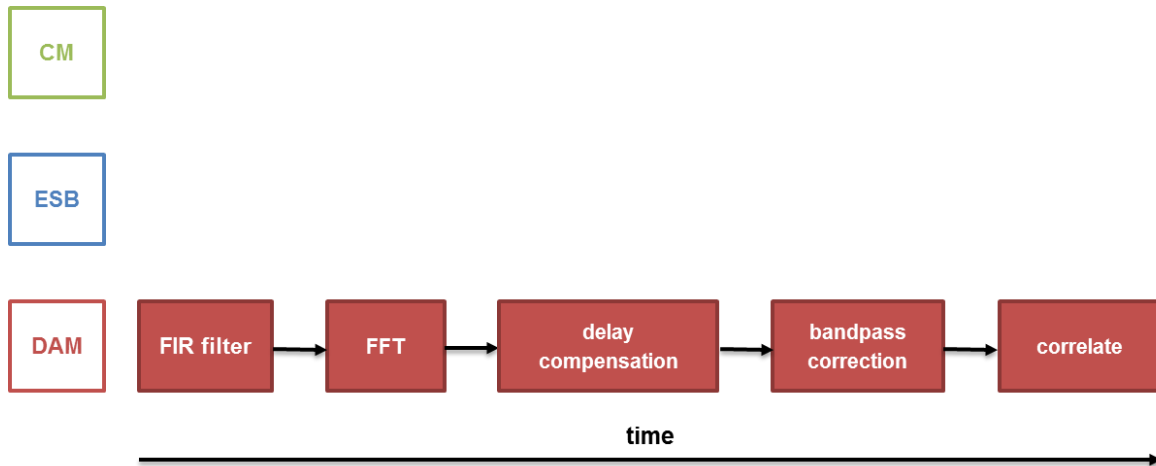 CM
ESB
DAM
FIR filter
FFT
delay
compensation
bandpass
correction
correlate
time